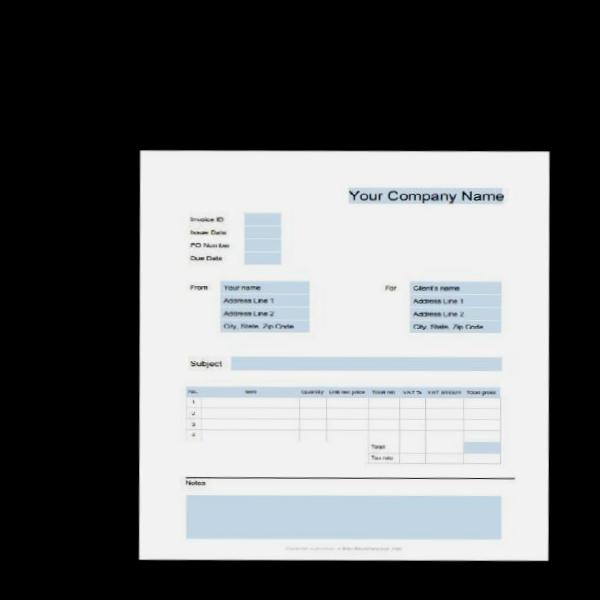 Your Company Name
Invoice ID
Issue Date
PO Number
Due Date
From Your name For Client's name
Address Line 1 Address Line 1
Address Line 2 Address Line 2
City, State, Zip Code City, State, Zip Code
Subject
No. Item Quantity Unit net price Total net VAT % VAT amount Total gross
1
2
3
4
Total
Tax rate
Notes